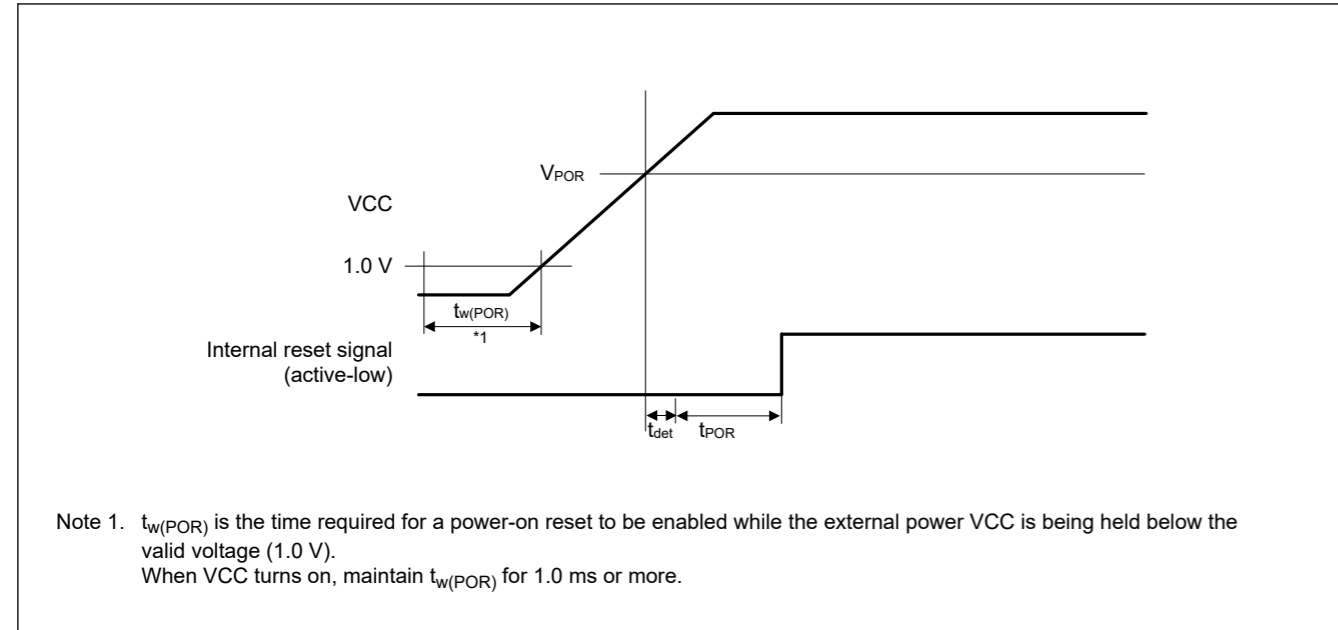 VPOR
VCC
1.0 V
tw(POR)
*1
Internal reset signal
(active-low)
tdet
tPOR
Note 1. tw(POR) is the time required for a power-on reset to be enabled while the external power VCC is being held below the
valid voltage (1.0 V).
When VCC turns on, maintain tw(POR) for 1.0 ms or more.